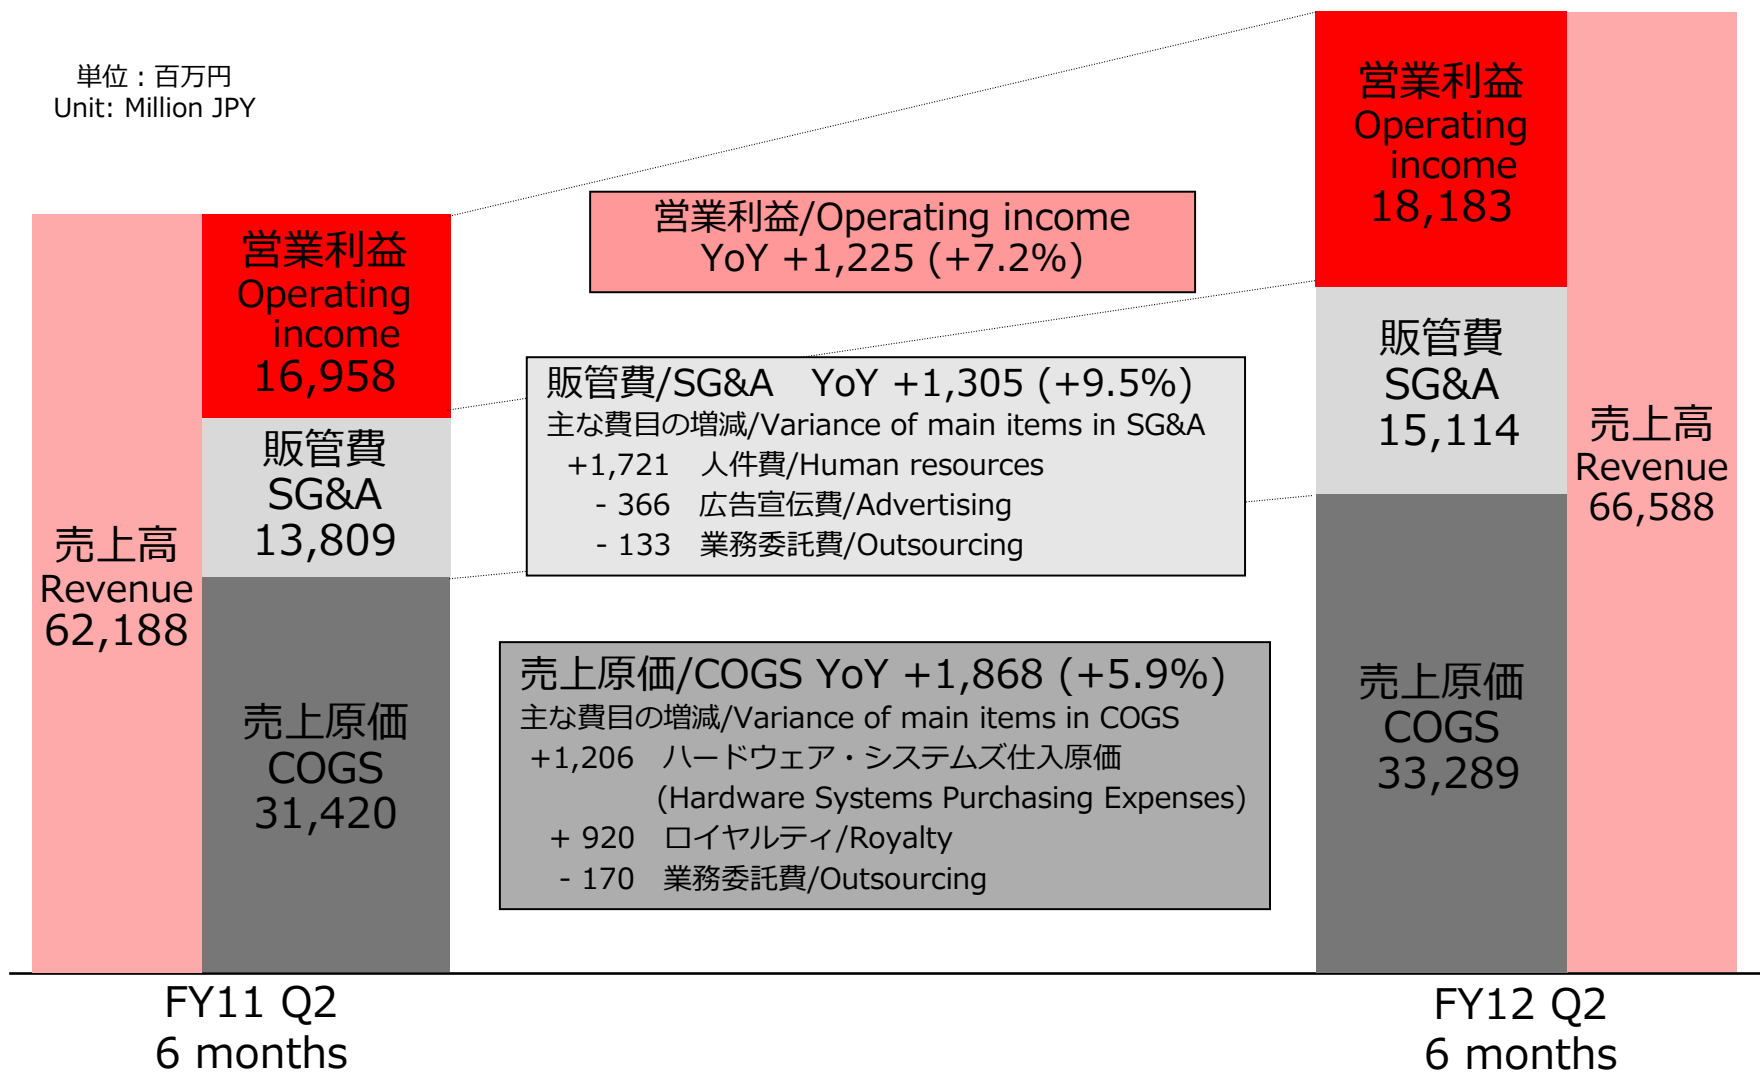 単位：百万円
Unit: Million JPY
売上高
Revenue
62,188
営業利益
Operating
income
16,958
販管費
SG&A
13,809
売上原価
COGS
31,420
営業利益/Operating income
YoY +1,225 (+7.2%)
販管費/SG&A　YoY +1,305 (+9.5%)
主な費目の増減/Variance of main items in SG&A
+1,721　人件費/Human resources
- 366　広告宣伝費/Advertising
- 133　業務委託費/Outsourcing
売上原価/COGS YoY +1,868 (+5.9%)
主な費目の増減/Variance of main items in COGS
+1,206　ハードウェア・システムズ仕入原価
(Hardware Systems Purchasing Expenses)
+ 920　ロイヤルティ/Royalty
- 170　業務委託費/Outsourcing
営業利益
Operating
income
18,183
販管費
SG&A
15,114
売上原価
COGS
33,289
売上高
Revenue
66,588
FY11 Q2
6 months
FY12 Q2
6 months